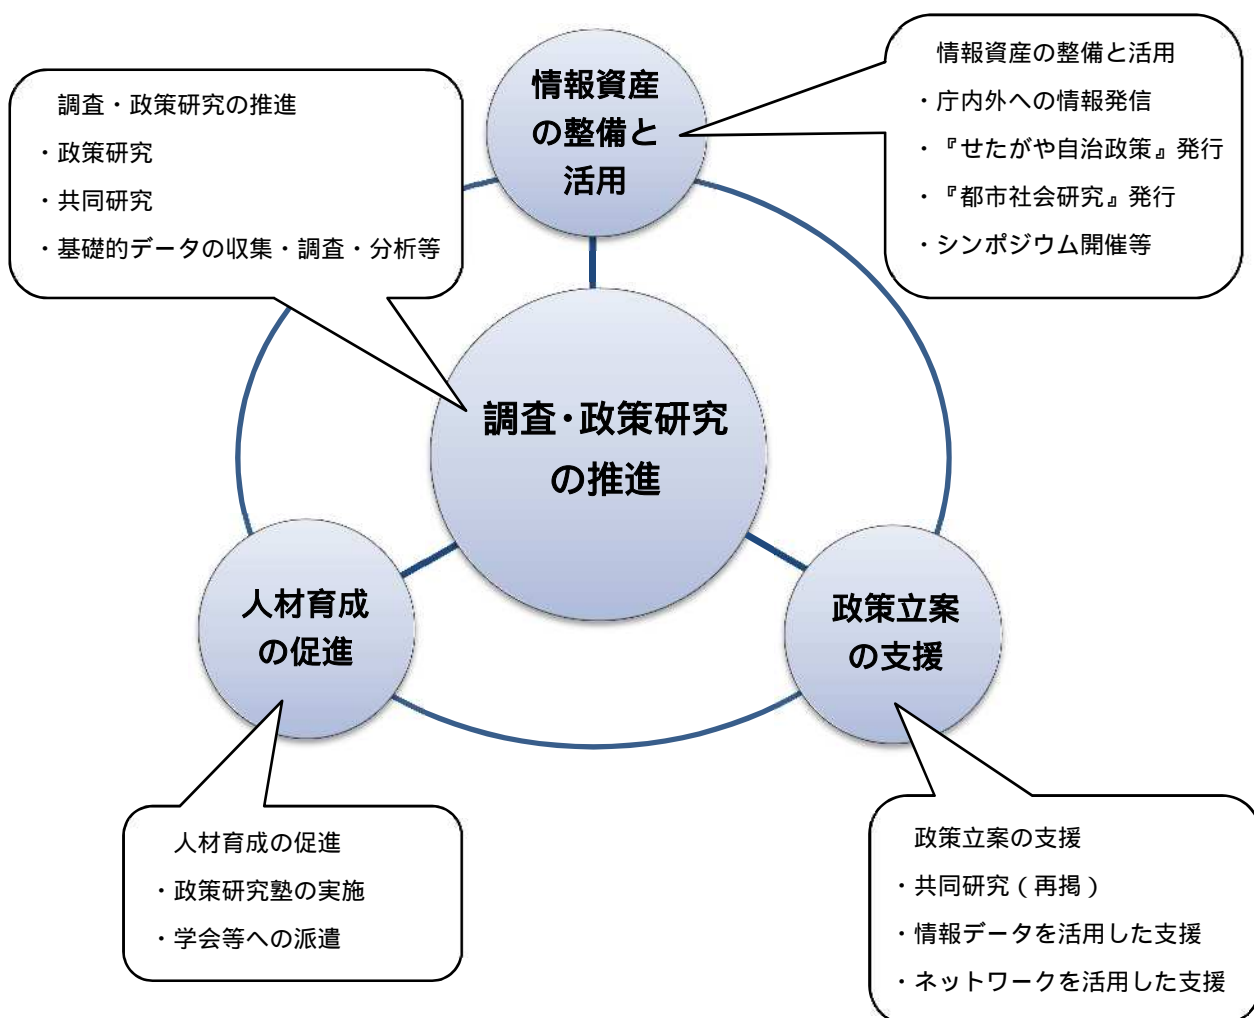 調査・政策研究の推進
・政策研究
・共同研究
・基礎的データの収集・調査・分析等
情報資産
の整備と
活用
情報資産の整備と活用
・庁内外への情報発信
・『せたがや自治政策』発行
・『都市社会研究』発行
・シンポジウム開催等
調査・政策研究
の推進
人材育成
の促進
政策立案
の支援
人材育成の促進
・政策研究塾の実施
・学会等への派遣
政策立案の支援
・共同研究（再掲）
・情報データを活用した支援
・ネットワークを活用した支援